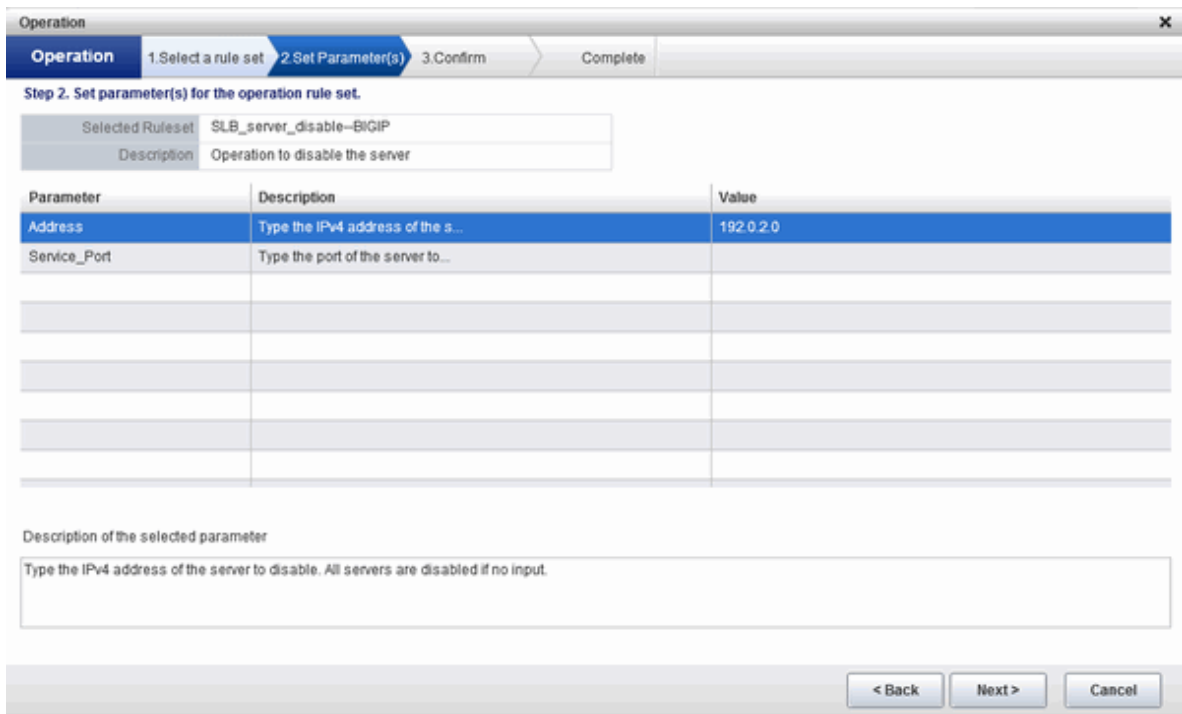 Operation
Operation 1.Select a rule set 2.Set Parameter(s) 3.Confirm Complete
Step 2. Set parameter(s) for the operation rule set.
Selected Ruleset SLB_server_disable--BIGIP
Description Operation to disable the server
Parameter Description Value
Address Type the IPv4 address of the s... 192.0.2.0
Service_Port Type the port of the server to...
Description of the selected parameter
Type the IPv4 address of the server to disable. All servers are disabled if no input.
< Back Next > Cancel